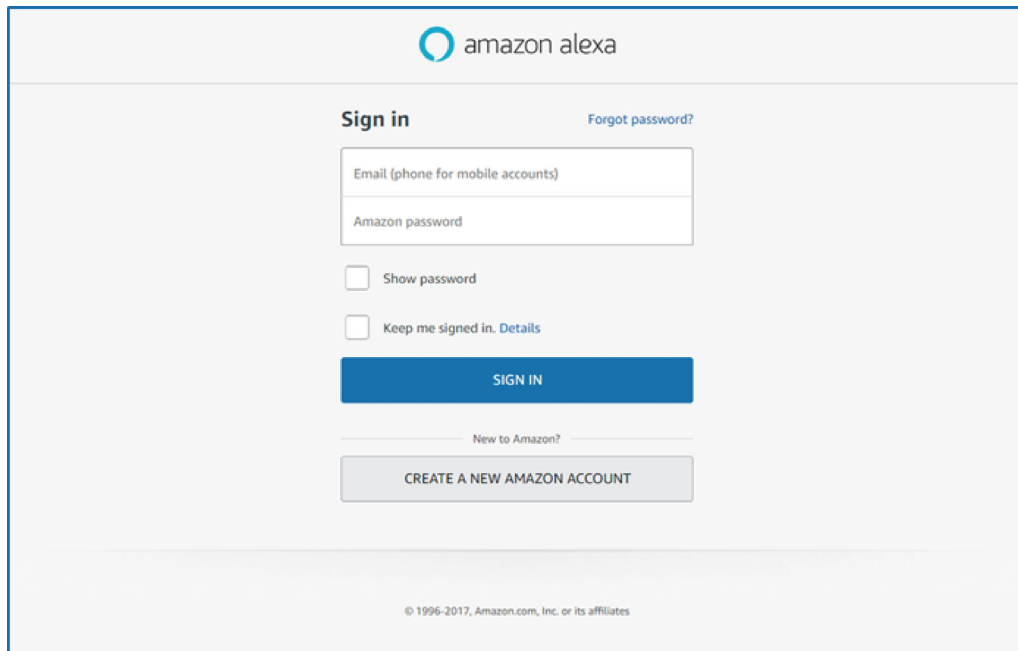 amazon alexa
Sign in
Forgot password?
Email (phone for mobile accounts)
Amazon password
Show password
Keep me signed in. Details
SIGN IN
New to Amazon?
CREATE A NEW AMAZON ACCOUNT
© 1996-2017, Amazon.com, Inc. or its affiliates